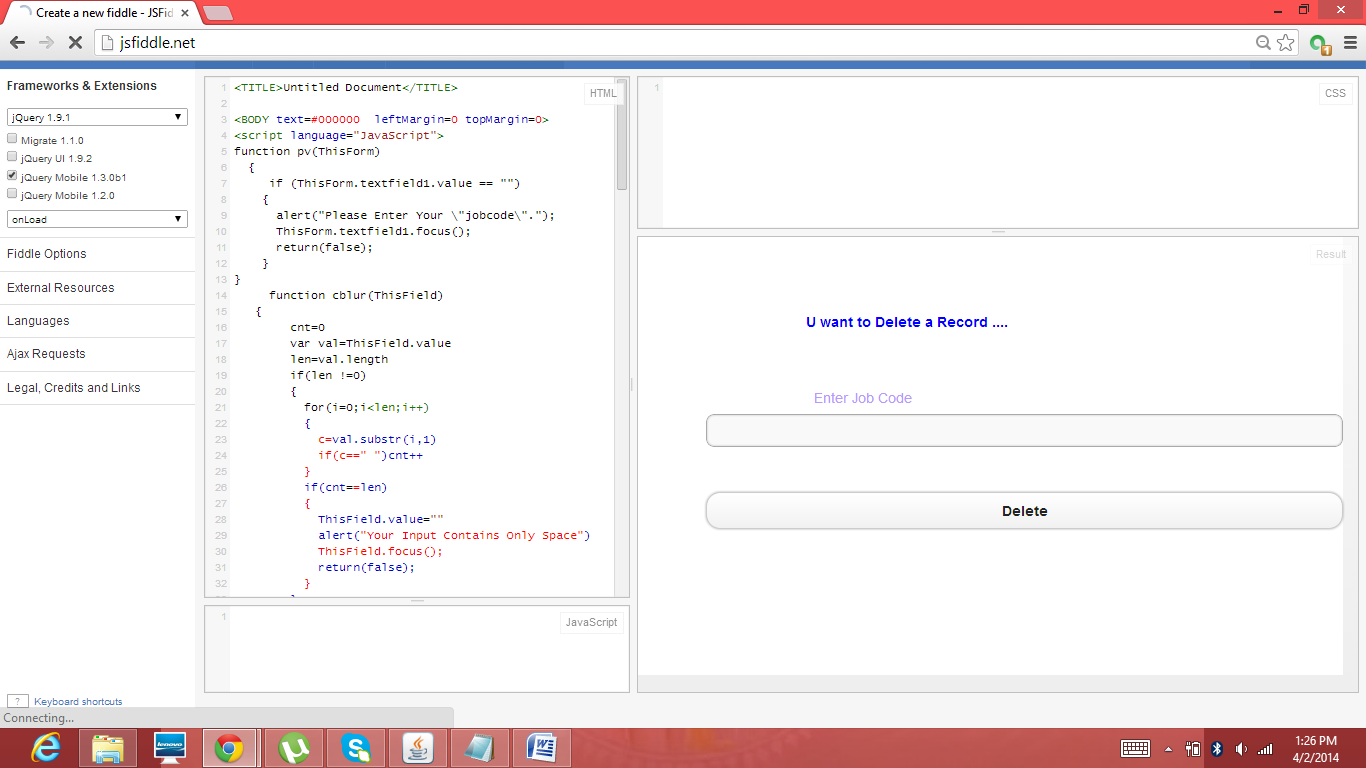 Create a new fiddle - JSFid
jsfiddle.net
1
Frameworks & Extensions
jQuery 1.9.1
Migrate 1.1.0
jQuery UI 1.9.2
jQuery Mobile 1.3.0b1
jQuery Mobile 1.2.0
onLoad
Fiddle Options
External Resources
Languages
Ajax Requests
Legal, Credits and Links
? Keyboard shortcuts
Connecting...
HTML
1 <TITLE>Untitled Document</TITLE>
2
3 <BODY text=#000000  leftMargin=0 topMargin=0>
4 <script language="JavaScript">
5 function pv(ThisForm)
6 {
7 if (ThisForm.textfield1.value == "")
8 {
9 alert("Please Enter Your \"jobcode\".");
10 ThisForm.textfield1.focus();
11 return(false);
12 }
13 }
14 function cblur(ThisField)
15 {
16 cnt=0
17 var val=ThisField.value
18 len=val.length
19 if(len !=0)
20 {
21 for(i=0;i<len;i++)
22 {
23 c=val.substr(i,1)
24 if(c==" ")cnt++
25 }
26 if(cnt==len)
27 {
28 ThisField.value=""
29 alert("Your Input Contains Only Space")
30 ThisField.focus();
31 return(false);
32 }
1
JavaScript
1
CSS
Result
U want to Delete a Record ....
Enter Job Code
Delete
lenovo
1:26 PM
4/2/2014